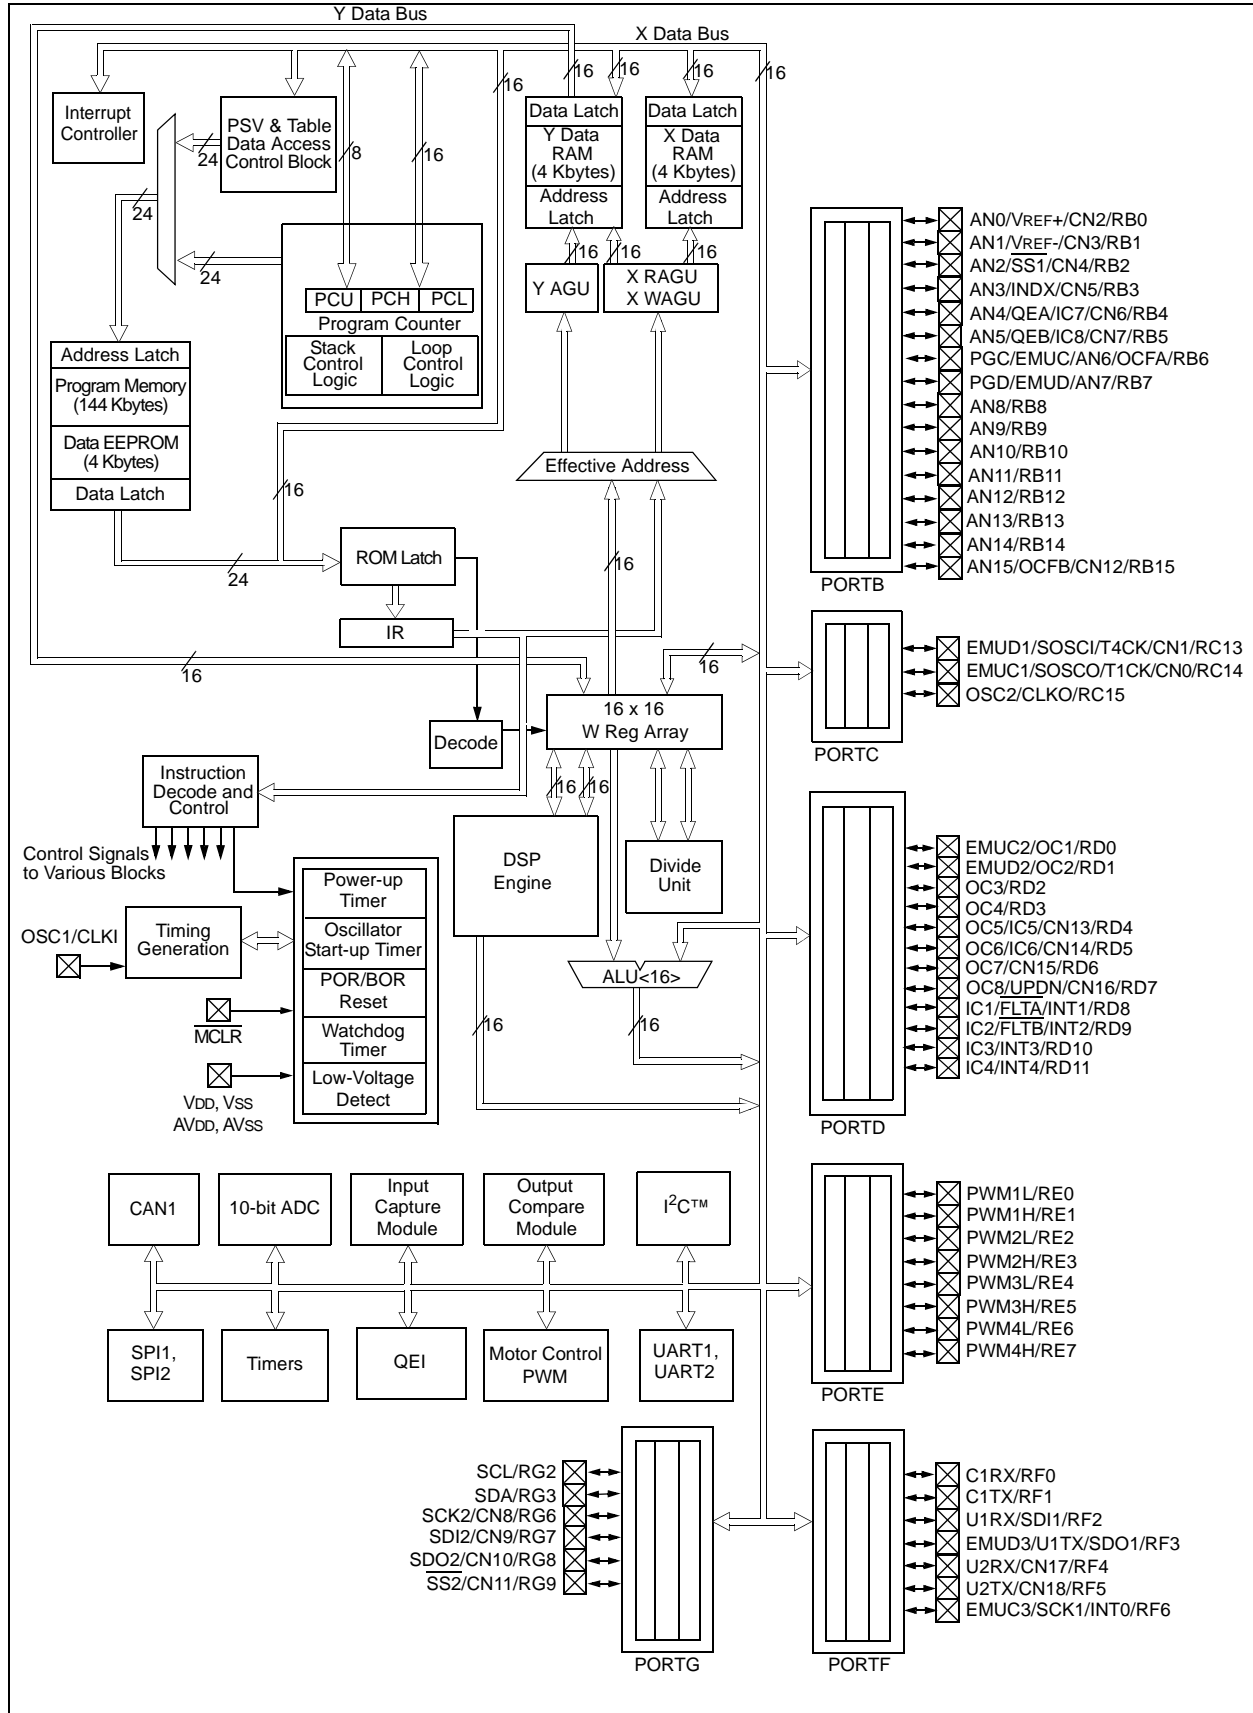 Y Data Bus
X Data Bus
16
16
16
16
16
Interrupt
Controller
PSV & Table
Data Access
Control Block
24
8
16
Data Latch
Y Data
RAM
(4 Kbytes)
Address
Latch
Data Latch
X Data
RAM
(4 Kbytes)
Address
Latch
24
24
16
16
16
Y AGU
X RAGU
X WAGU
PCU
PCH
PCL
Program Counter
Stack
Control
Logic
Loop
Control
Logic
Address Latch
Program Memory
(144 Kbytes)
Data EEPROM
(4 Kbytes)
Data Latch
Effective Address
16
24
ROM Latch
16
IR
16
16
16 x 16
W Reg Array
Decode
Instruction
Decode and
Control
16
16
Control Signals
to Various Blocks
DSP
Engine
Divide
Unit
Power-up
Timer
Oscillator
Start-up Timer
POR/BOR
Reset
Watchdog
Timer
Low-Voltage
Detect
OSC1/CLKI
Timing
Generation
MCLR
VDD, VSS
AVDD, AVSS
ALU<16>
16
16
CAN1
10-bit ADC
Input
Capture
Module
Output
Compare
Module
I²C™
SPI1,
SPI2
Timers
QEI
Motor Control
PWM
UART1,
UART2
AN0/VREF+/CN2/RB0
AN1/VREF-/CN3/RB1
AN2/SS1/CN4/RB2
AN3/INDX/CN5/RB3
AN4/QEA/IC7/CN6/RB4
AN5/QEB/IC8/CN7/RB5
PGC/EMUC/AN6/OCFA/RB6
PGD/EMUD/AN7/RB7
AN8/RB8
AN9/RB9
AN10/RB10
AN11/RB11
AN12/RB12
AN13/RB13
AN14/RB14
AN15/OCFB/CN12/RB15
PORTB
EMUD1/SOSCI/T4CK/CN1/RC13
EMUC1/SOSCO/T1CK/CN0/RC14
OSC2/CLKO/RC15
PORTC
EMUC2/OC1/RD0
EMUD2/OC2/RD1
OC3/RD2
OC4/RD3
OC5/IC5/CN13/RD4
OC6/IC6/CN14/RD5
OC7/CN15/RD6
OC8/UPDN/CN16/RD7
IC1/FLTA/INT1/RD8
IC2/FLTB/INT2/RD9
IC3/INT3/RD10
IC4/INT4/RD11
PORTD
PWM1L/RE0
PWM1H/RE1
PWM2L/RE2
PWM2H/RE3
PWM3L/RE4
PWM3H/RE5
PWM4L/RE6
PWM4H/RE7
PORTE
SCL/RG2
SDA/RG3
SCK2/CN8/RG6
SDI2/CN9/RG7
SDO2/CN10/RG8
SS2/CN11/RG9
PORTG
C1RX/RF0
C1TX/RF1
U1RX/SDI1/RF2
EMUD3/U1TX/SDO1/RF3
U2RX/CN17/RF4
U2TX/CN18/RF5
EMUC3/SCK1/INT0/RF6
PORTF